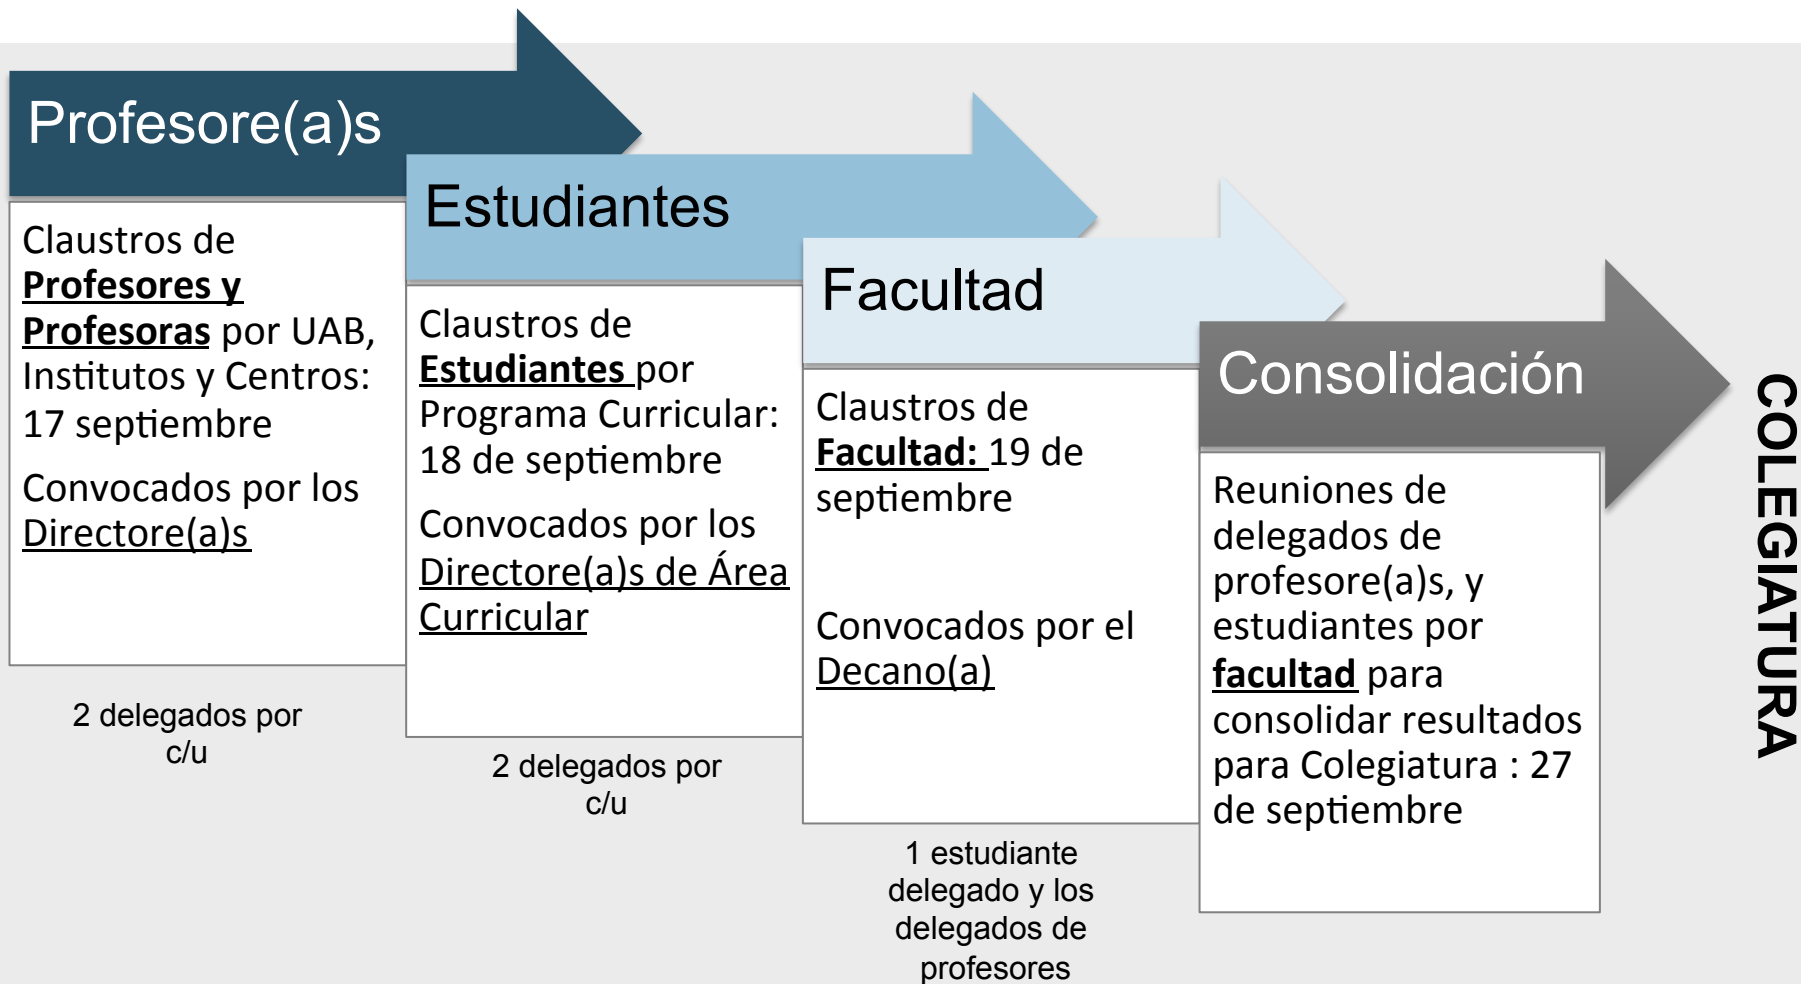 Profesore(a)s
Claustros de
Profesores y
Profesoras por UAB,
Institutos y Centros:
17 septiembre
Convocados por los
Directore(a)s
2 delegados por
c/u
Estudiantes
Claustros de
Estudiantes por
Programa Curricular:
18 de septiembre
Convocados por los
Directore(a)s de Área
Curricular
2 delegados por
c/u
Facultad
Claustros de
Facultad: 19 de
septiembre
Convocados por el
Decano(a)
1 estudiante
delegado y los
delegados de
profesores
Consolidación
Reuniones de
delegados de
profesore(a)s, y
estudiantes por
facultad para
consolidar resultados
para Colegiatura : 27
de septiembre
COLEGIATURA